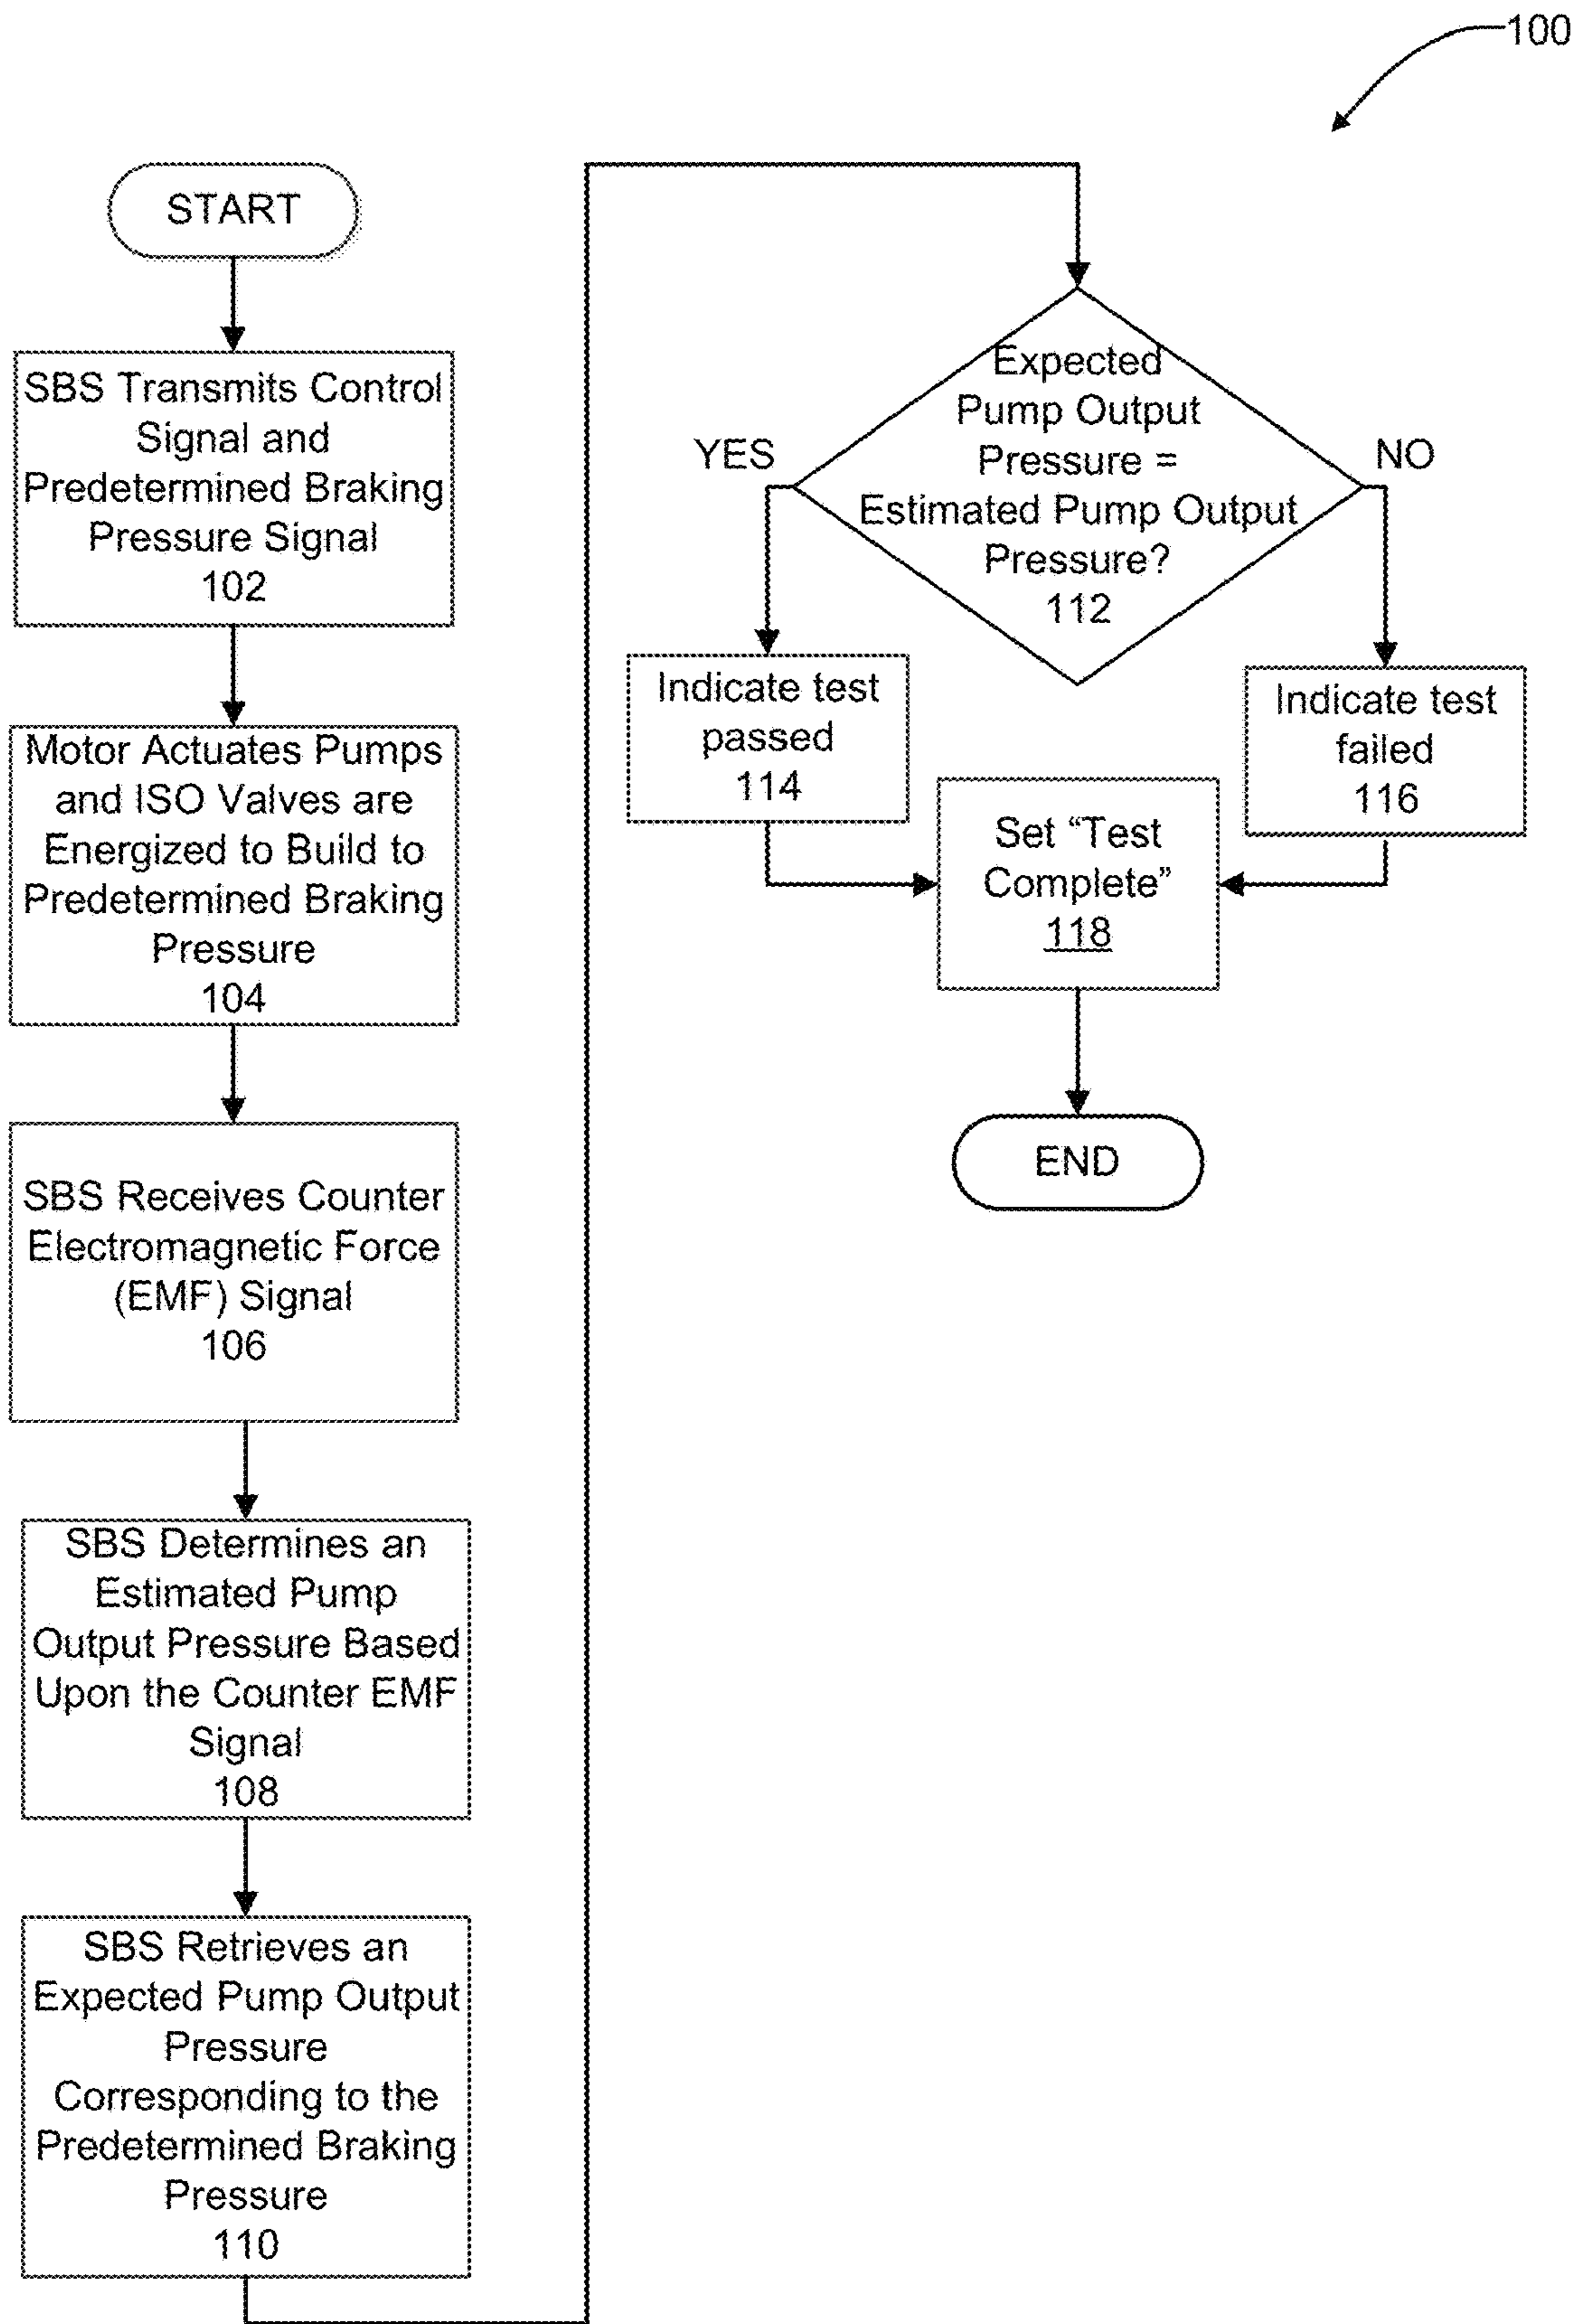 100
START
SBS Transmits Control
Signal and
Predetermined Braking
Pressure Signal
102
Motor Actuates Pumps
and ISO Valves are
Energized to Build to
Predetermined Braking
Pressure
104
SBS Receives Counter
Electromagnetic Force
(EMF) Signal
106
SBS Determines an
Estimated Pump
Output Pressure Based
Upon the Counter EMF
Signal
108
SBS Retrieves an
Expected Pump Output
Pressure
Corresponding to the
Predetermined Braking
Pressure
110
Expected
Pump Output
Pressure =
Estimated Pump Output
Pressure?
112
YES
NO
Indicate test
passed
114
Indicate test
failed
116
Set “Test
Complete”
118
END